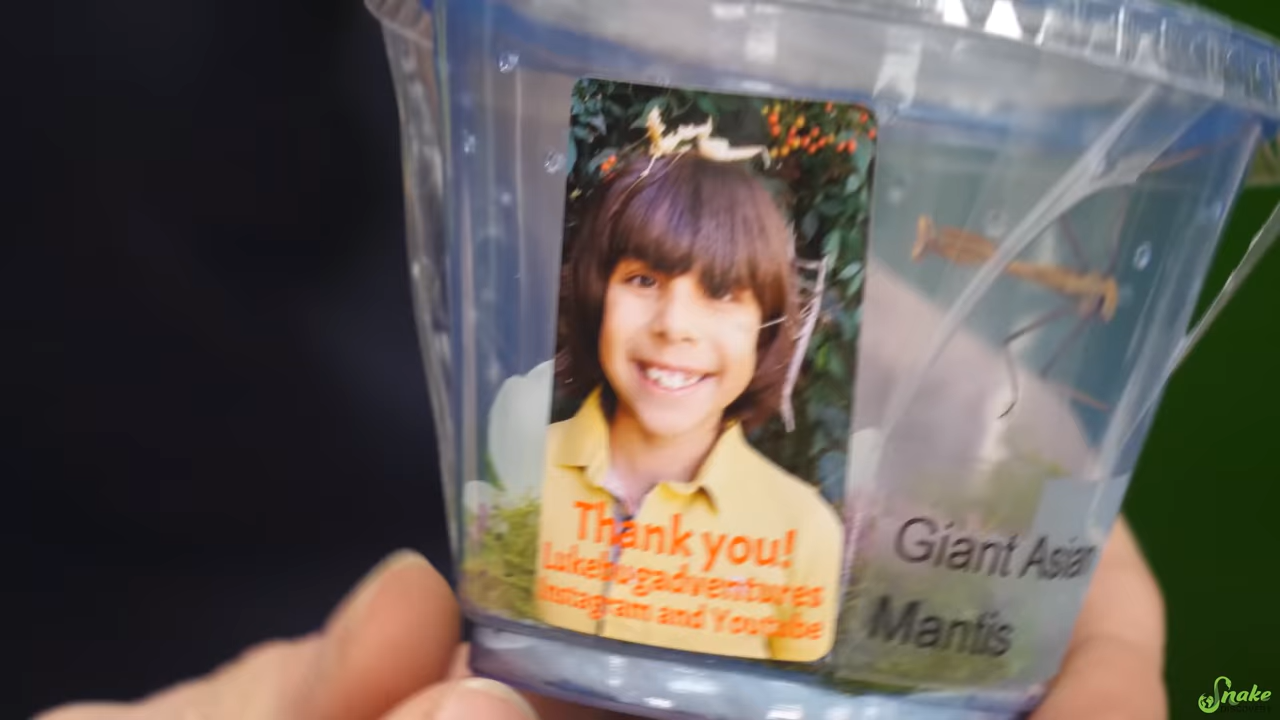 Thank you!
Lukebugadventures
Instagram and Youtube
Giant Asian
Mantis
Snake